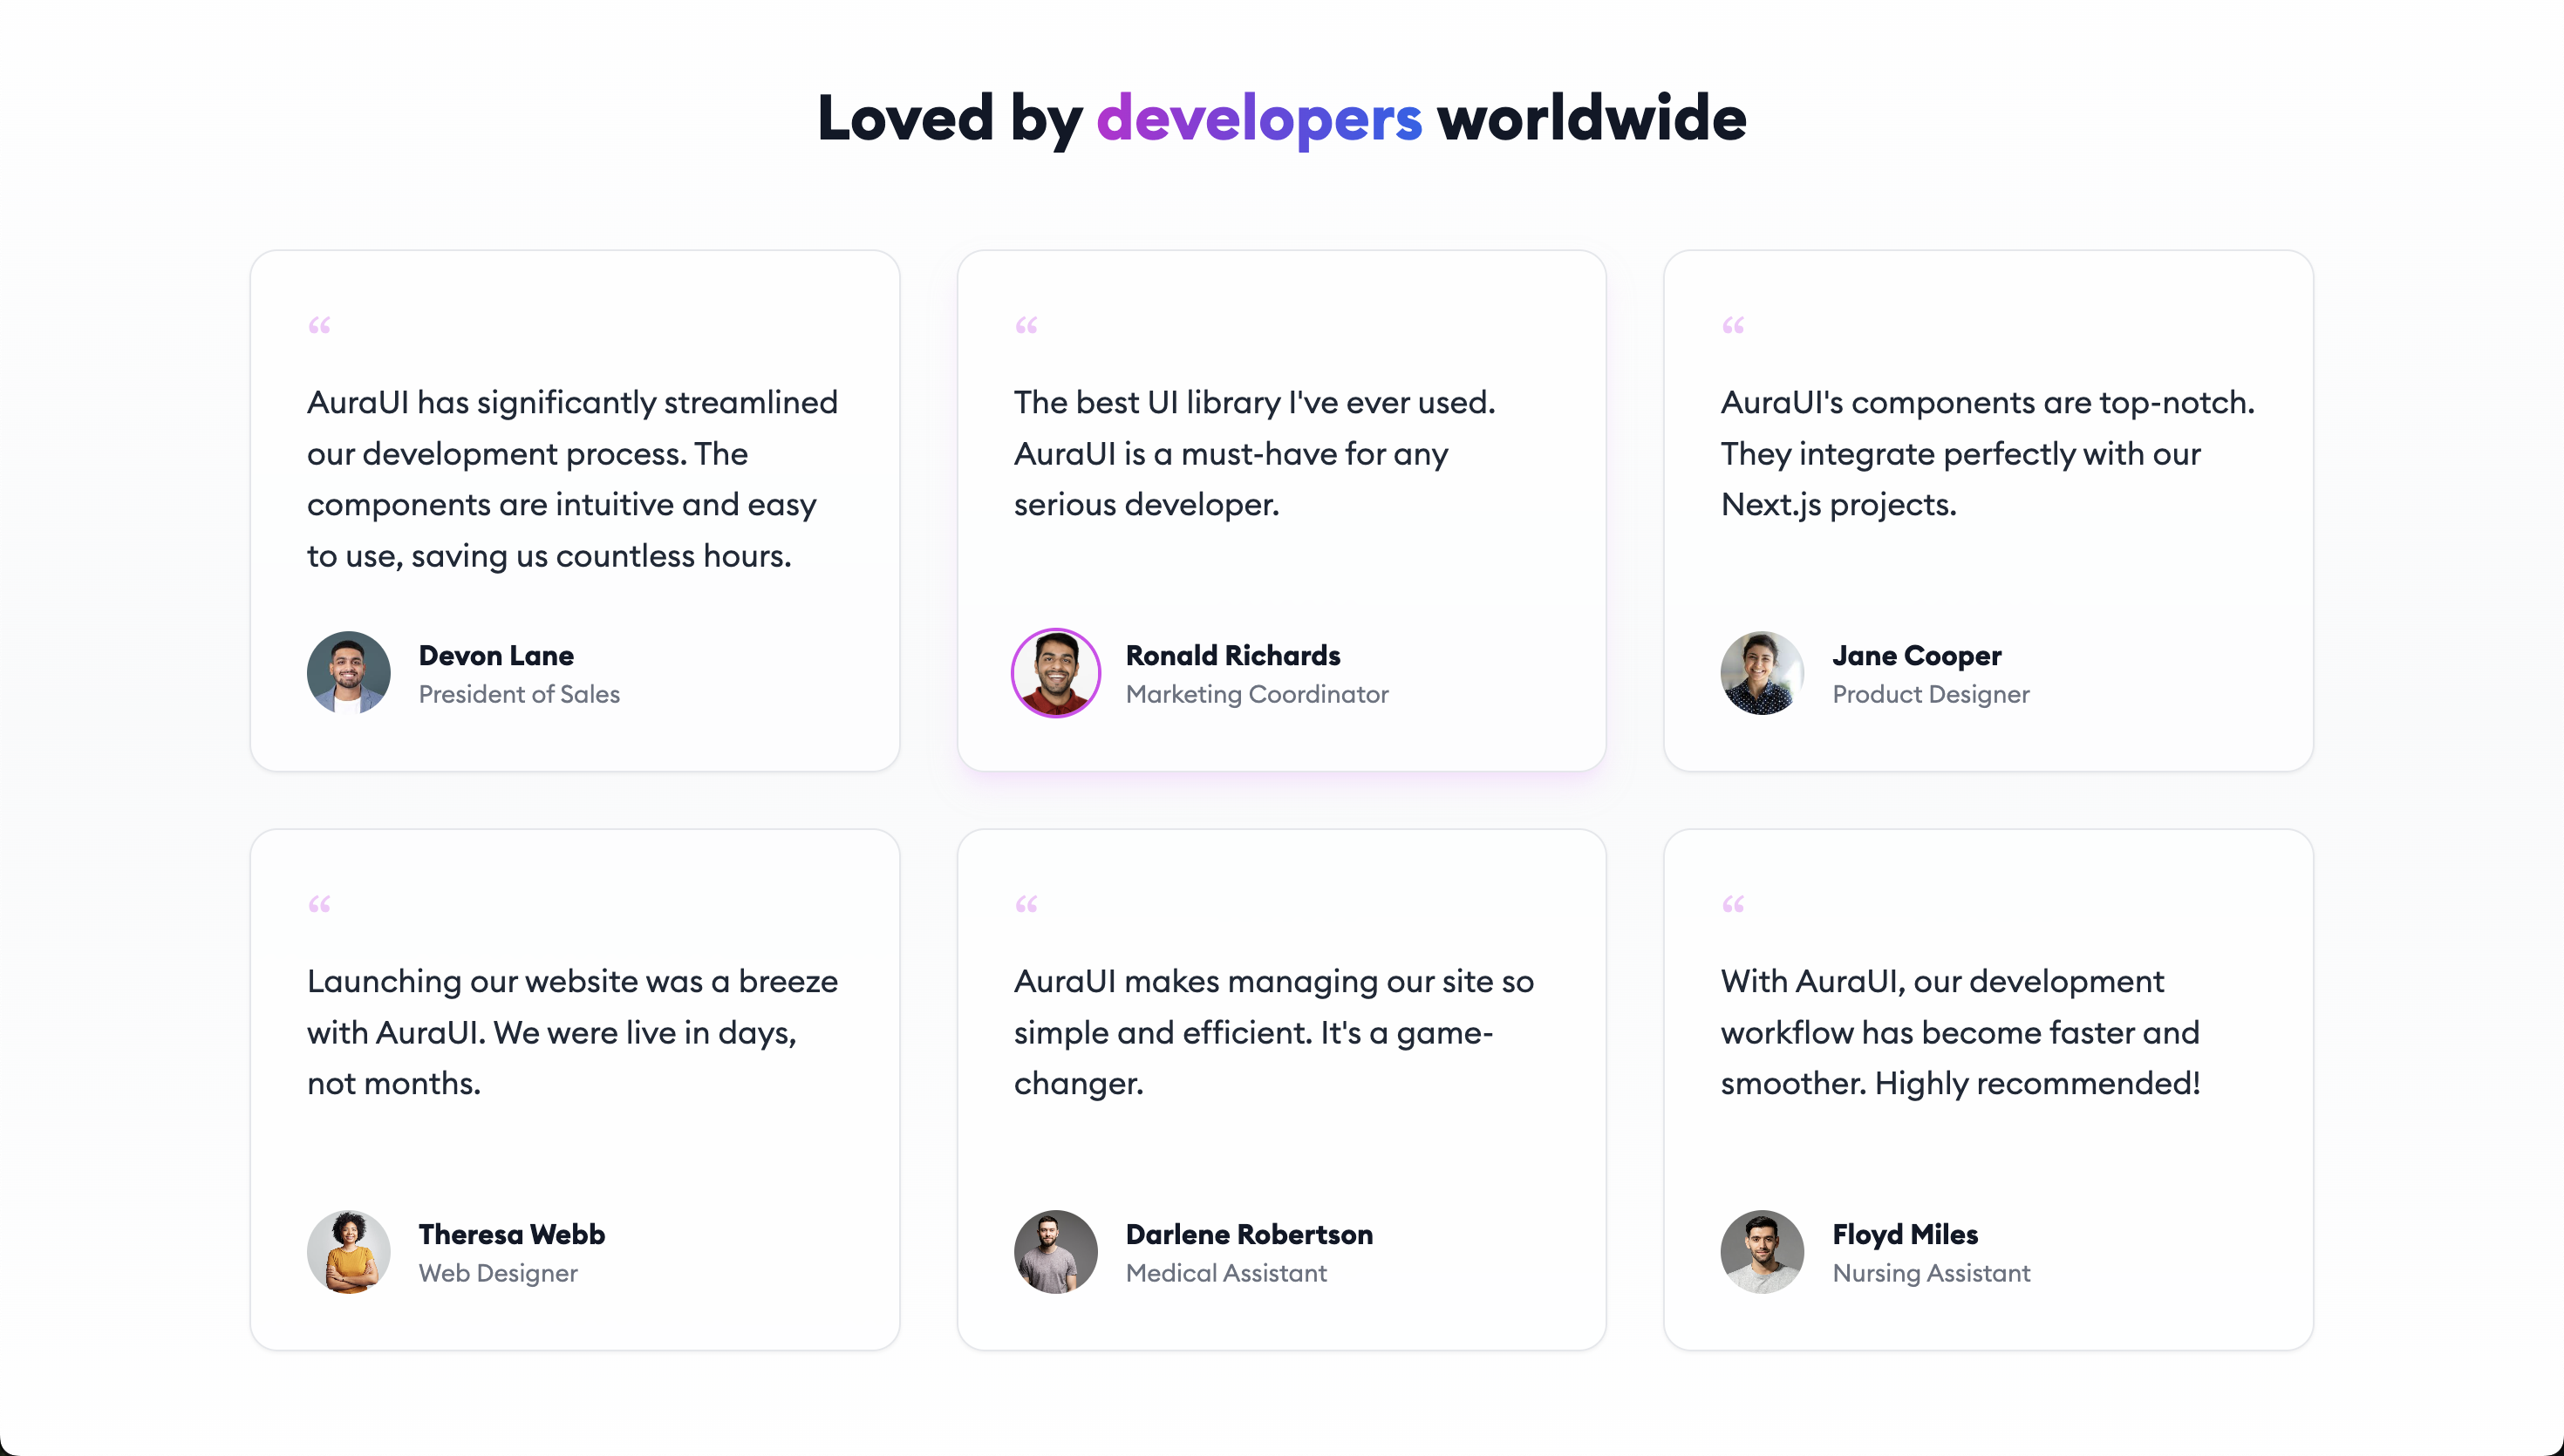 Loved by developers worldwide
“
AuraUI has significantly streamlined
our development process. The
components are intuitive and easy
to use, saving us countless hours.
Devon Lane
President of Sales
“
The best UI library I've ever used.
AuraUI is a must-have for any
serious developer.
Ronald Richards
Marketing Coordinator
“
AuraUI's components are top-notch.
They integrate perfectly with our
Next.js projects.
Jane Cooper
Product Designer
“
Launching our website was a breeze
with AuraUI. We were live in days,
not months.
Theresa Webb
Web Designer
“
AuraUI makes managing our site so
simple and efficient. It's a game-
changer.
Darlene Robertson
Medical Assistant
“
With AuraUI, our development
workflow has become faster and
smoother. Highly recommended!
Floyd Miles
Nursing Assistant